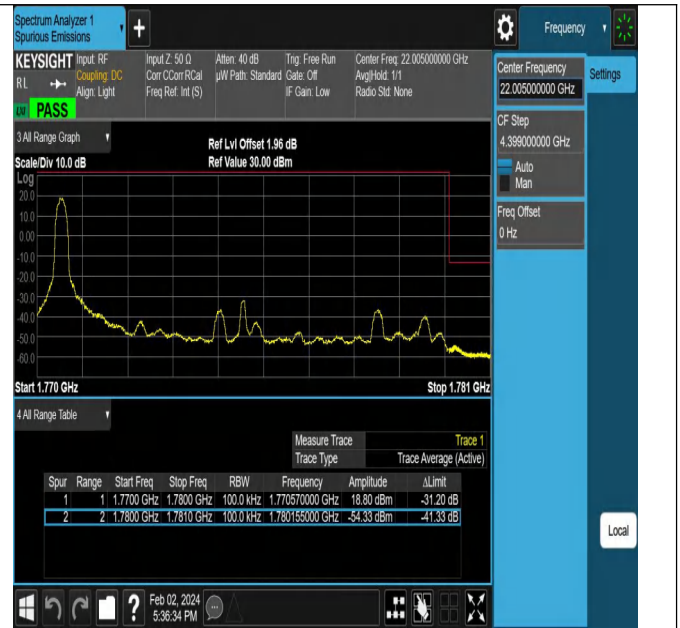 Spectrum Analyzer 1
Spurious Emissions
+
Frequency
KEYSIGHT Input: RF Input Z: 50 Ω Atten: 40 dB Trig: Free Run Center Freq: 22.005000000 GHz
RL Coupling: DC Corr CCorr RCal µW Path: Standard Gate: Off Avg|Hold: 1/1
Align: Light Freq Ref: Int (S) IF Gain: Low Radio Std: None
LXI PASS
Center Frequency
22.005000000 GHz
Settings
CF Step
4.399000000 GHz
Auto
Man
Freq Offset
0 Hz
3 All Range Graph
Ref Lvl Offset 1.96 dB
Scale/Div 10.0 dB Ref Value 30.00 dBm
Log
20.0
10.0
0.00
-10.0
-20.0
-30.0
-40.0
-50.0
-60.0
Start 1.770 GHz Stop 1.781 GHz
4 All Range Table
Measure Trace Trace 1
Trace Type Trace Average (Active)
Spur Range Start Freq Stop Freq RBW Frequency Amplitude ΔLimit
1 1 1.7700 GHz 1.7800 GHz 100.0 kHz 1.770570000 GHz 18.80 dBm -31.20 dB
2 2 1.7800 GHz 1.7810 GHz 100.0 kHz 1.780155000 GHz -54.33 dBm -41.33 dB
Local
? Feb 02, 2024
5:36:34 PM